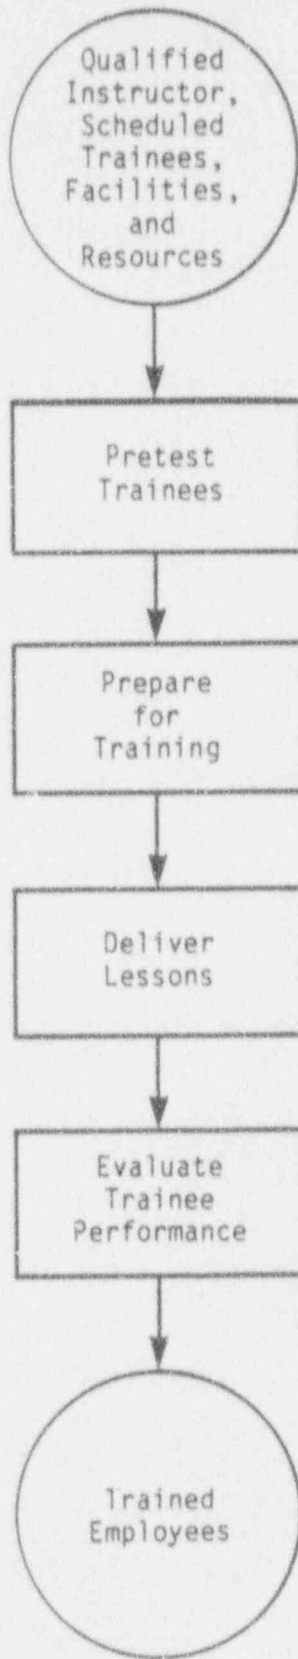 Qualified
Instructor,
Scheduled
Trainees,
Facilities,
and
Resources
Pretest
Trainees
Prepare
for
Training
Deliver
Lessons
Evaluate
Trainee
Performance
Trained
Employees